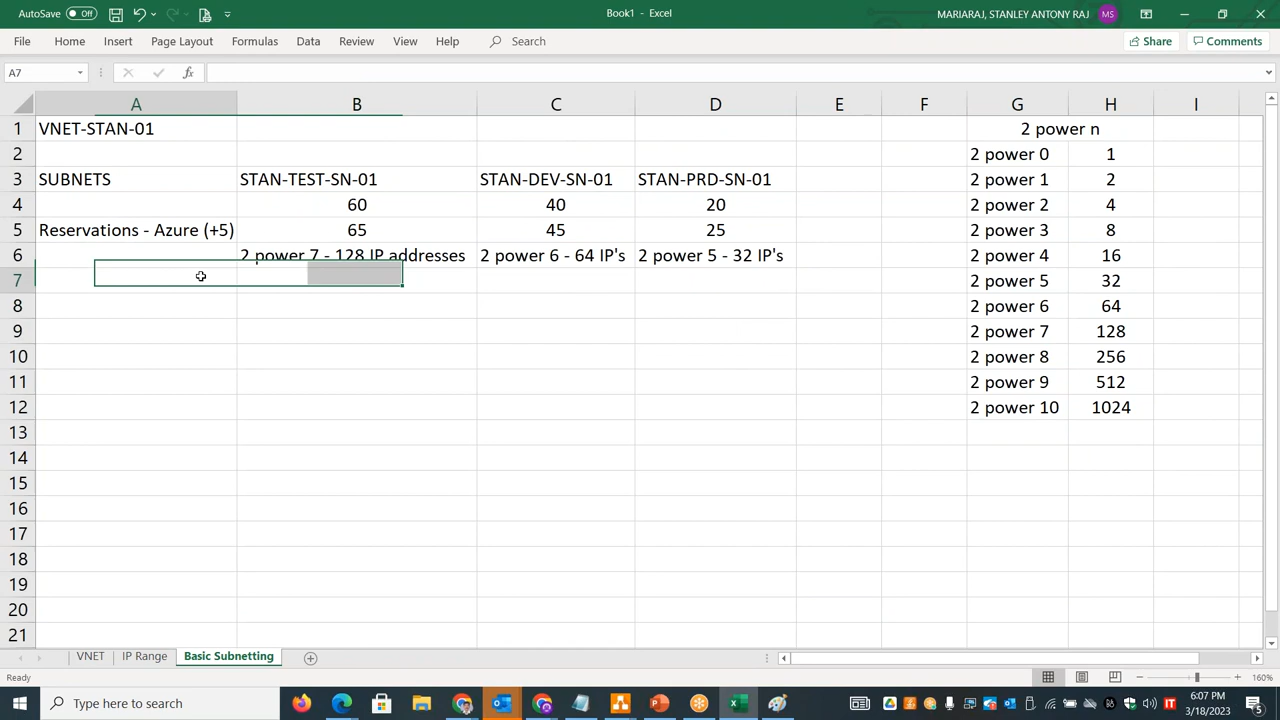 AutoSave Off
Book1 - Excel
MARIARAJ, STANLEY ANTONY RAJ MS
File Home Insert Page Layout Formulas Data Review View Help Search Share Comments
A7 fx
A B C D E F G H I
1 VNET-STAN-01 2 power n
2 2 power 0 1
3 SUBNETS STAN-TEST-SN-01 STAN-DEV-SN-01 STAN-PRD-SN-01 2 power 1 2
4 60 40 20 2 power 2 4
5 Reservations - Azure (+5) 65 45 25 2 power 3 8
6 2 power 7 - 128 IP addresses 2 power 6 - 64 IP's 2 power 5 - 32 IP's 2 power 4 16
7 2 power 5 32
8 2 power 6 64
9 2 power 7 128
10 2 power 8 256
11 2 power 9 512
12 2 power 10 1024
13
14
15
16
17
18
19
20
21
VNET IP Range Basic Subnetting
Ready 160%
Type here to search
6:07 PM
3/18/2023